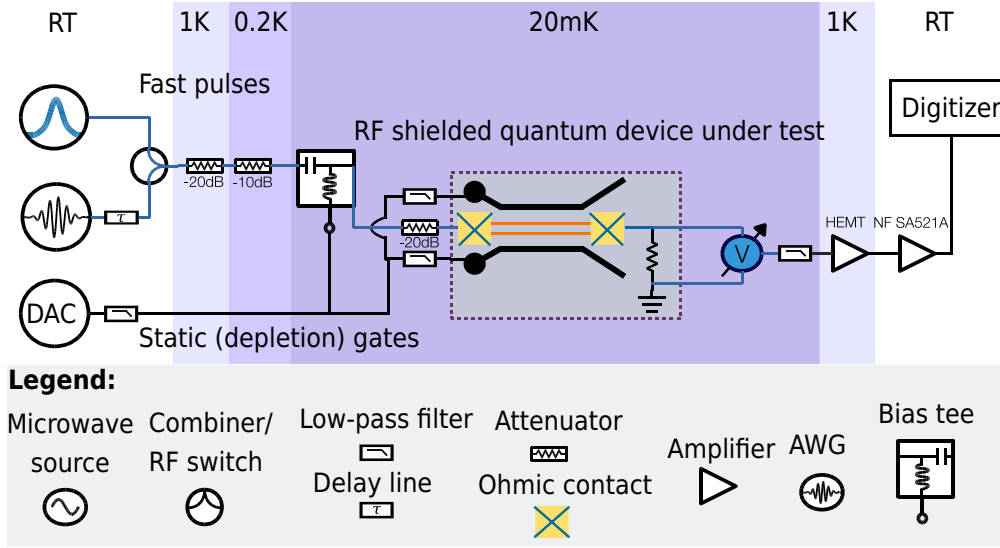 RT 1K 0.2K 20mK 1K RT
Fast pulses
Digitizer
RF shielded quantum device under test
-20dB -10dB
τ
-20dB
HEMT NF SA521A
V
DAC
Static (depletion) gates
Legend:
Microwave source
Combiner/
RF switch
Low-pass filter
Delay line
τ
Attenuator
Ohmic contact
Amplifier
AWG
Bias tee